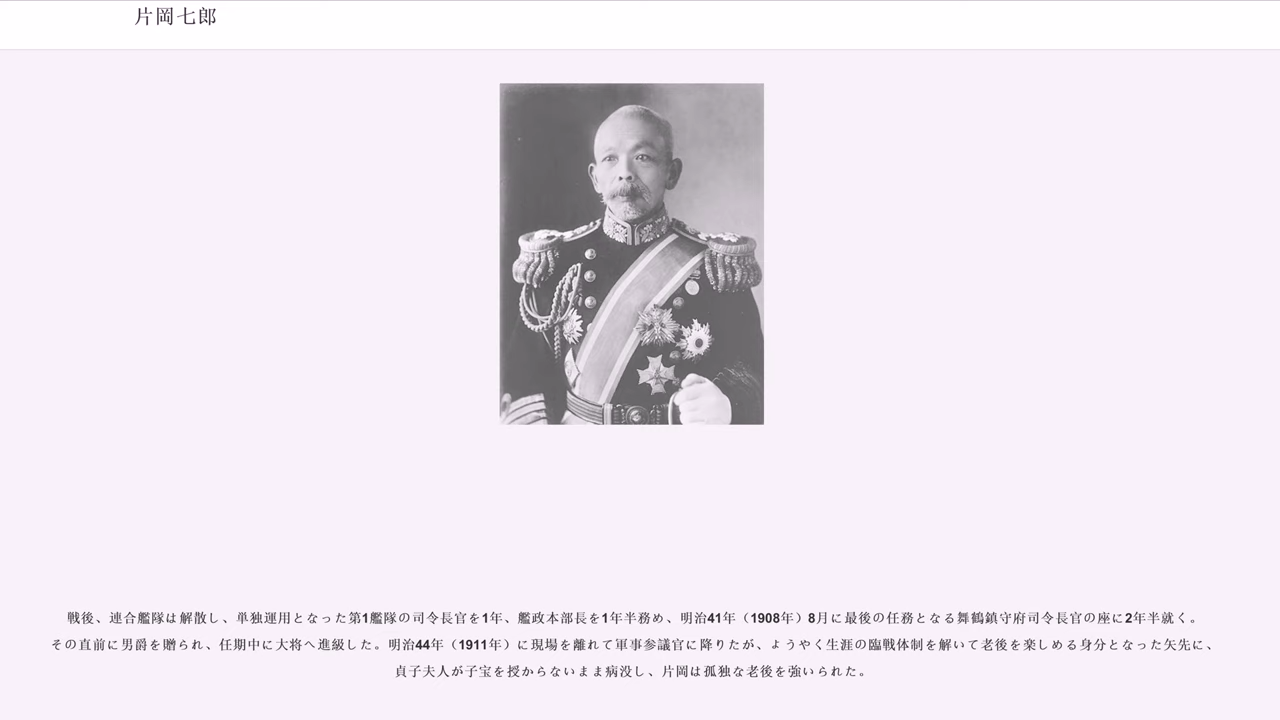 片岡七郎
戦後、連合艦隊は解散し、単独運用となった第1艦隊の司令長官を1年、艦政本部長を1年半務め、明治41年（1908年）8月に最後の任務となる舞鶴鎮守府司令長官の座に2年半就く。
その直前に男爵を贈られ、任期中に大将へ進級した。明治44年（1911年）に現場を離れて軍事参議官に降りたが、ようやく生涯の臨戦体制を解いて老後を楽しめる身分となった矢先に、
貞子夫人が子宝を授からないまま病没し、片岡は孤独な老後を強いられた。